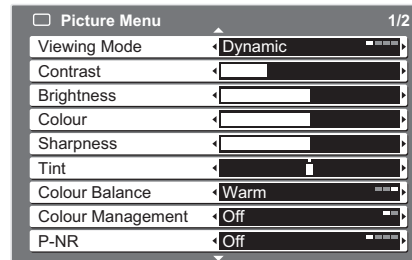 Picture Menu 1/2
Viewing Mode Dynamic
Contrast
Brightness
Colour
Sharpness
Tint
Colour Balance Warm
Colour Management Off
P-NR Off